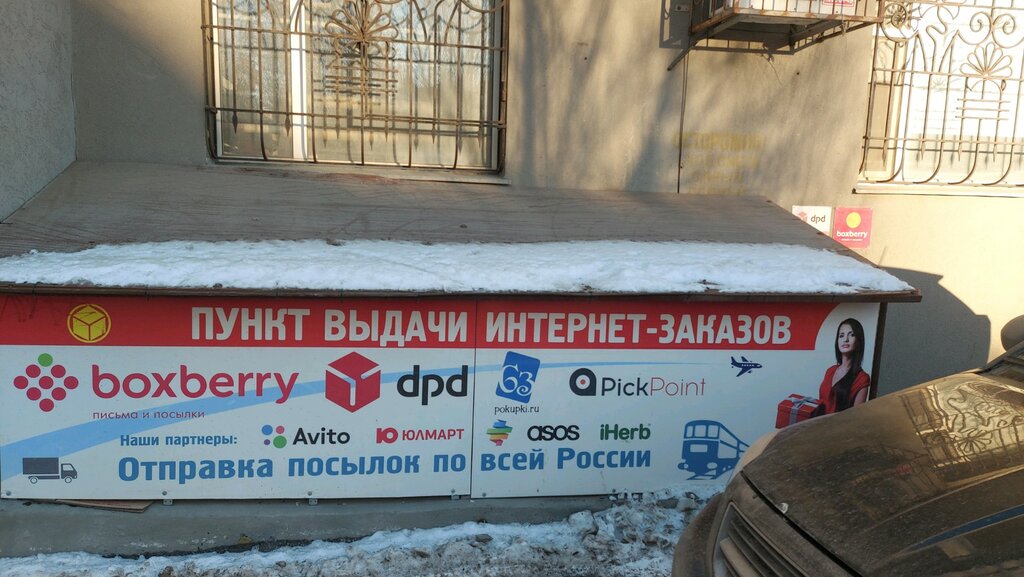 dpd
boxberry
ПУНКТ ВЫДАЧИ ИНТЕРНЕТ-ЗАКАЗОВ
boxberry
письма и посылки
dpd
63
pokupki.ru
PickPoint
Наши партнеры:
Avito
Ю ЮЛМАРТ
asos
iHerb
Отправка посылок по всей России